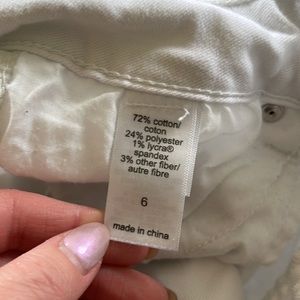 72% cotton/
coton
24% polyester
1% lycra®
spandex
3% other fiber/
autre fibre
6
made in china